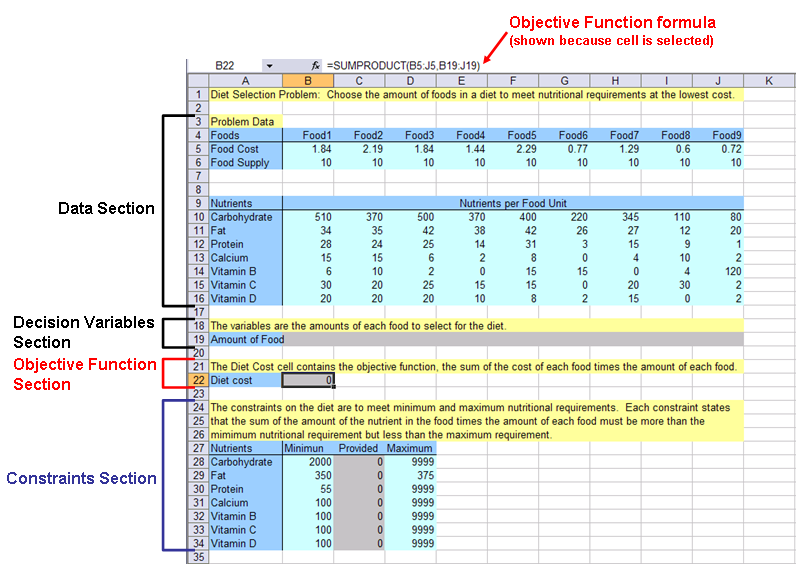 Objective Function formula
(shown because cell is selected)
B22 fx =SUMPRODUCT(B5:J5,B19:J19)
A B C D E F G H I J K
1 Diet Selection Problem: Choose the amount of foods in a diet to meet nutritional requirements at the lowest cost.
2
3 Problem Data
4 Foods Food1 Food2 Food3 Food4 Food5 Food6 Food7 Food8 Food9
5 Food Cost 1.84 2.19 1.84 1.44 2.29 0.77 1.29 0.6 0.72
6 Food Supply 10 10 10 10 10 10 10 10 10
7
8
Data Section
9 Nutrients Nutrients per Food Unit
10 Carbohydrate 510 370 500 370 400 220 345 110 80
11 Fat 34 35 42 38 42 26 27 12 20
12 Protein 28 24 25 14 31 3 15 9 1
13 Calcium 15 15 6 2 8 0 4 10 2
14 Vitamin B 6 10 2 0 15 15 0 4 120
15 Vitamin C 30 20 25 15 15 0 20 30 2
16 Vitamin D 20 20 20 10 8 2 15 0 2
17
Decision Variables
Section
18 The variables are the amounts of each food to select for the diet.
19 Amount of Food
20
Objective Function
Section
21 The Diet Cost cell contains the objective function, the sum of the cost of each food times the amount of each food.
22 Diet cost 0
23
24 The constraints on the diet are to meet minimum and maximum nutritional requirements. Each constraint states
25 that the sum of the amount of the nutrient in the food times the amount of each food must be more than the
26 mimimum nutritional requirement but less than the maximum requirement.
27 Nutrients Minimun Provided Maximum
28 Carbohydrate 2000 0 9999
Constraints Section
29 Fat 350 0 375
30 Protein 55 0 9999
31 Calcium 100 0 9999
32 Vitamin B 100 0 9999
33 Vitamin C 100 0 9999
34 Vitamin D 100 0 9999
35